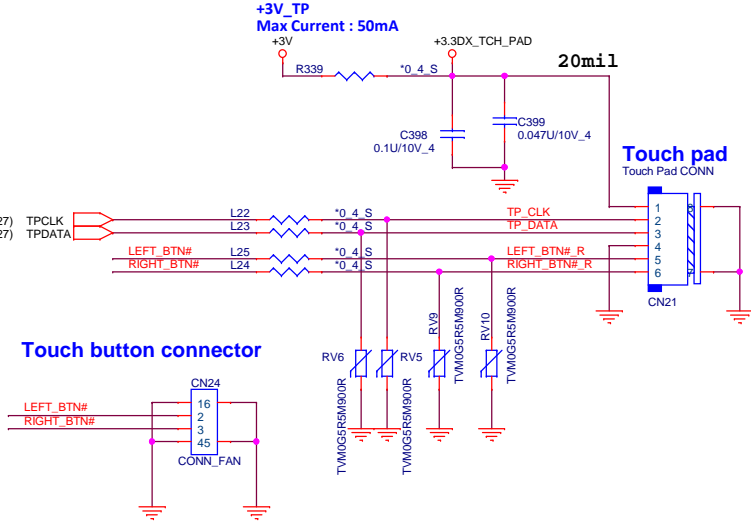 +3V_TP
Max Current : 50mA
+3V
+3.3DX_TCH_PAD
20mil
R339
*0_4_S
C398
0.1U/10V_4
C399
0.047U/10V_4
Touch pad
Touch Pad CONN
27) TPCLK
27) TPDATA
L22
*0_4_S
TP_CLK
L23
*0_4_S
TP_DATA
LEFT_BTN#
L25
*0_4_S
LEFT_BTN#_R
RIGHT_BTN#
L24
*0_4_S
RIGHT_BTN#_R
1
2
3
4
5
6
CN21
RV6
TVM0G5R5M900R
RV5
TVM0G5R5M900R
RV9
TVM0G5R5M900R
RV10
TVM0G5R5M900R
Touch button connector
CN24
LEFT_BTN#
RIGHT_BTN#
16
2
3
45
CONN_FAN